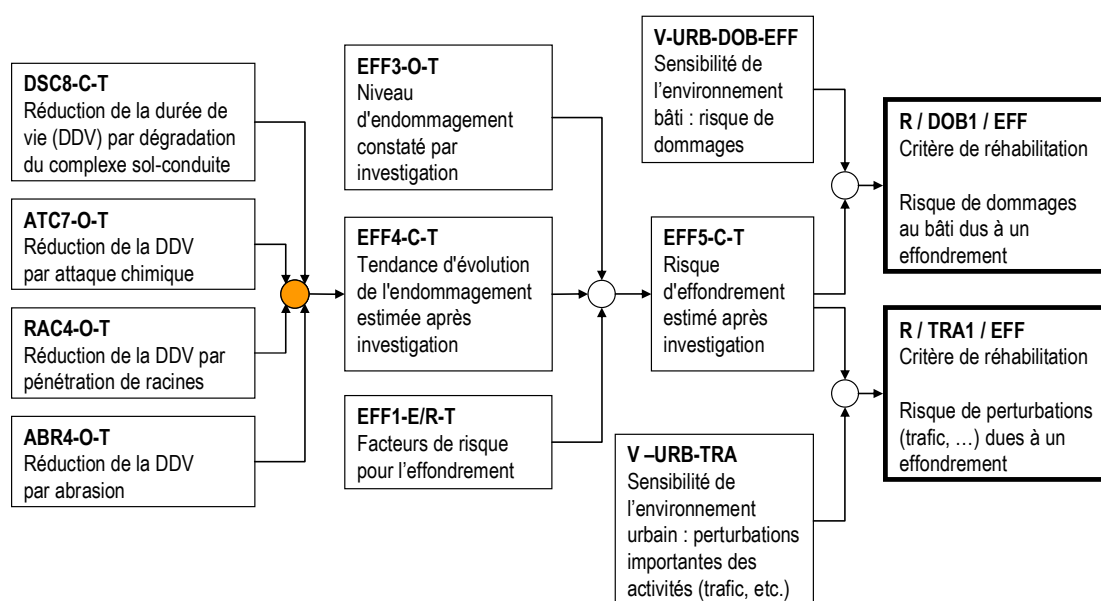 DSC8-C-T
Réduction de la durée de
vie (DDV) par dégradation
du complexe sol-conduite
ATC7-O-T
Réduction de la DDV
par attaque chimique
RAC4-O-T
Réduction de la DDV par
pénétration de racines
ABR4-O-T
Réduction de la DDV
par abrasion
EFF3-O-T
Niveau
d'endommagement
constaté par
investigation
EFF4-C-T
Tendance d'évolution
de l'endommagement
estimée après
investigation
EFF1-E/R-T
Facteurs de risque
pour l’effondrement
V-URB-DOB-EFF
Sensibilité de
l’environnement
bâti : risque de
dommages
EFF5-C-T
Risque
d'effondrement
estimé après
investigation
V –URB-TRA
Sensibilité de
l’environnement
urbain : perturbations
importantes des
activités (trafic, etc.)
R / DOB1 / EFF
Critère de réhabilitation
Risque de dommages
au bâti dus à un
effondrement
R / TRA1 / EFF
Critère de réhabilitation
Risque de perturbations
(trafic, …) dues à un
effondrement